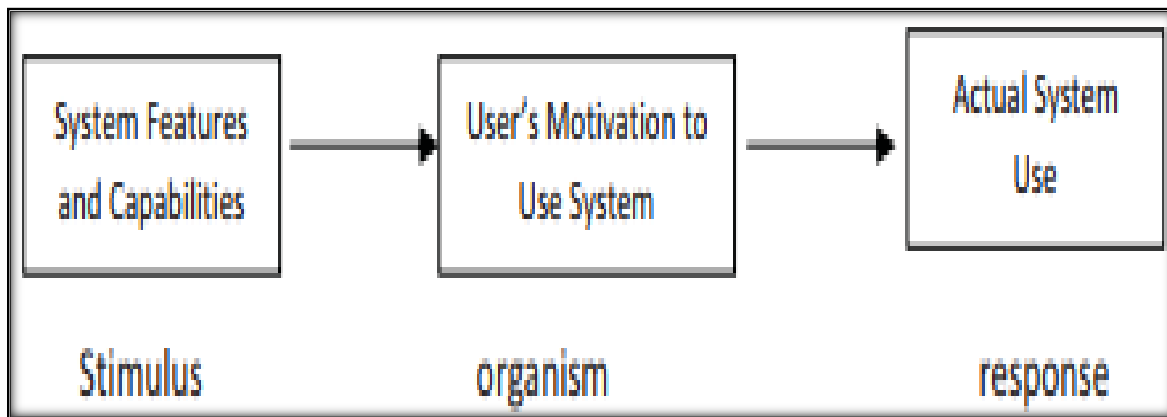 System Features
and Capabilities
User's Motivation to
Use System
Actual System
Use
Stimulus
organism
response